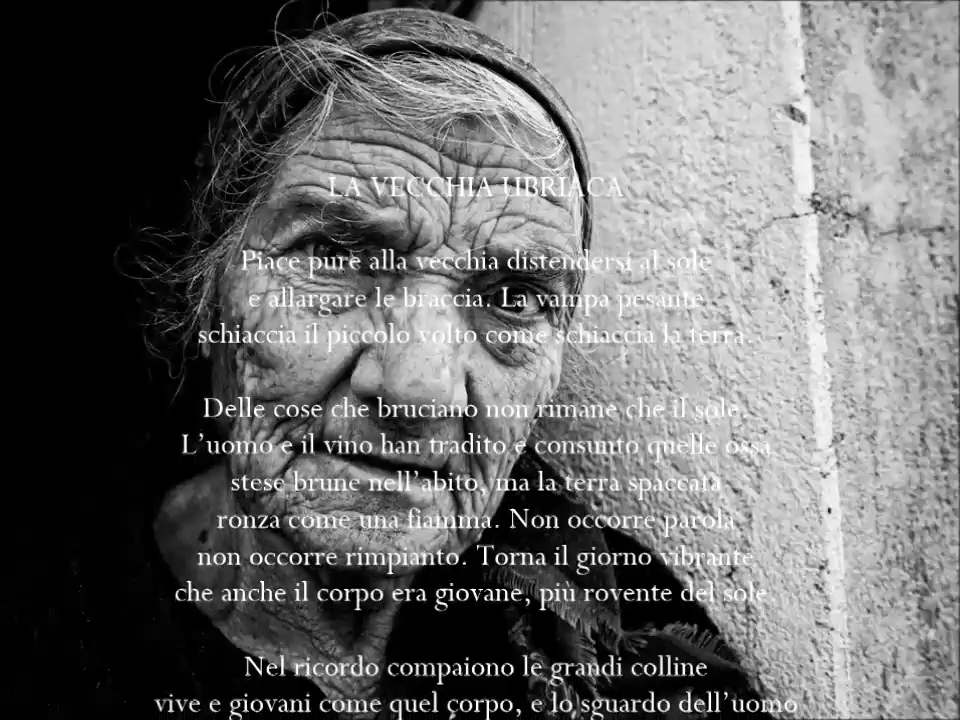 LA VECCHIA UBRIACA
Piace pure alla vecchia distendersi al sole
e allargare le braccia. La vampa pesante
schiaccia il piccolo volto come schiaccia la terra.
Delle cose che bruciano non rimane che il sole.
L'uomo e il vino han tradito e consunto quelle ossa
stese brune nell'abito, ma la terra spaccata
ronza come una fiamma. Non occorre parola
non occorre rimpianto. Torna il giorno vibrante
che anche il corpo era giovane, più rovente del sole.
Nel ricordo compaiono le grandi colline
vive e giovani come quel corpo, e lo sguardo dell'uomo